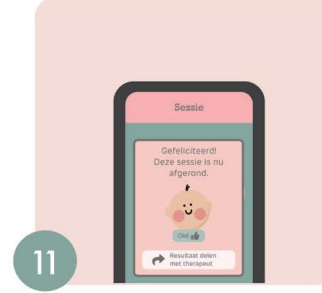 Sessie
Gefeliciteerd!
Deze sessie is nu
afgerond.
Oké
Resultaat delen
met therapeut
11